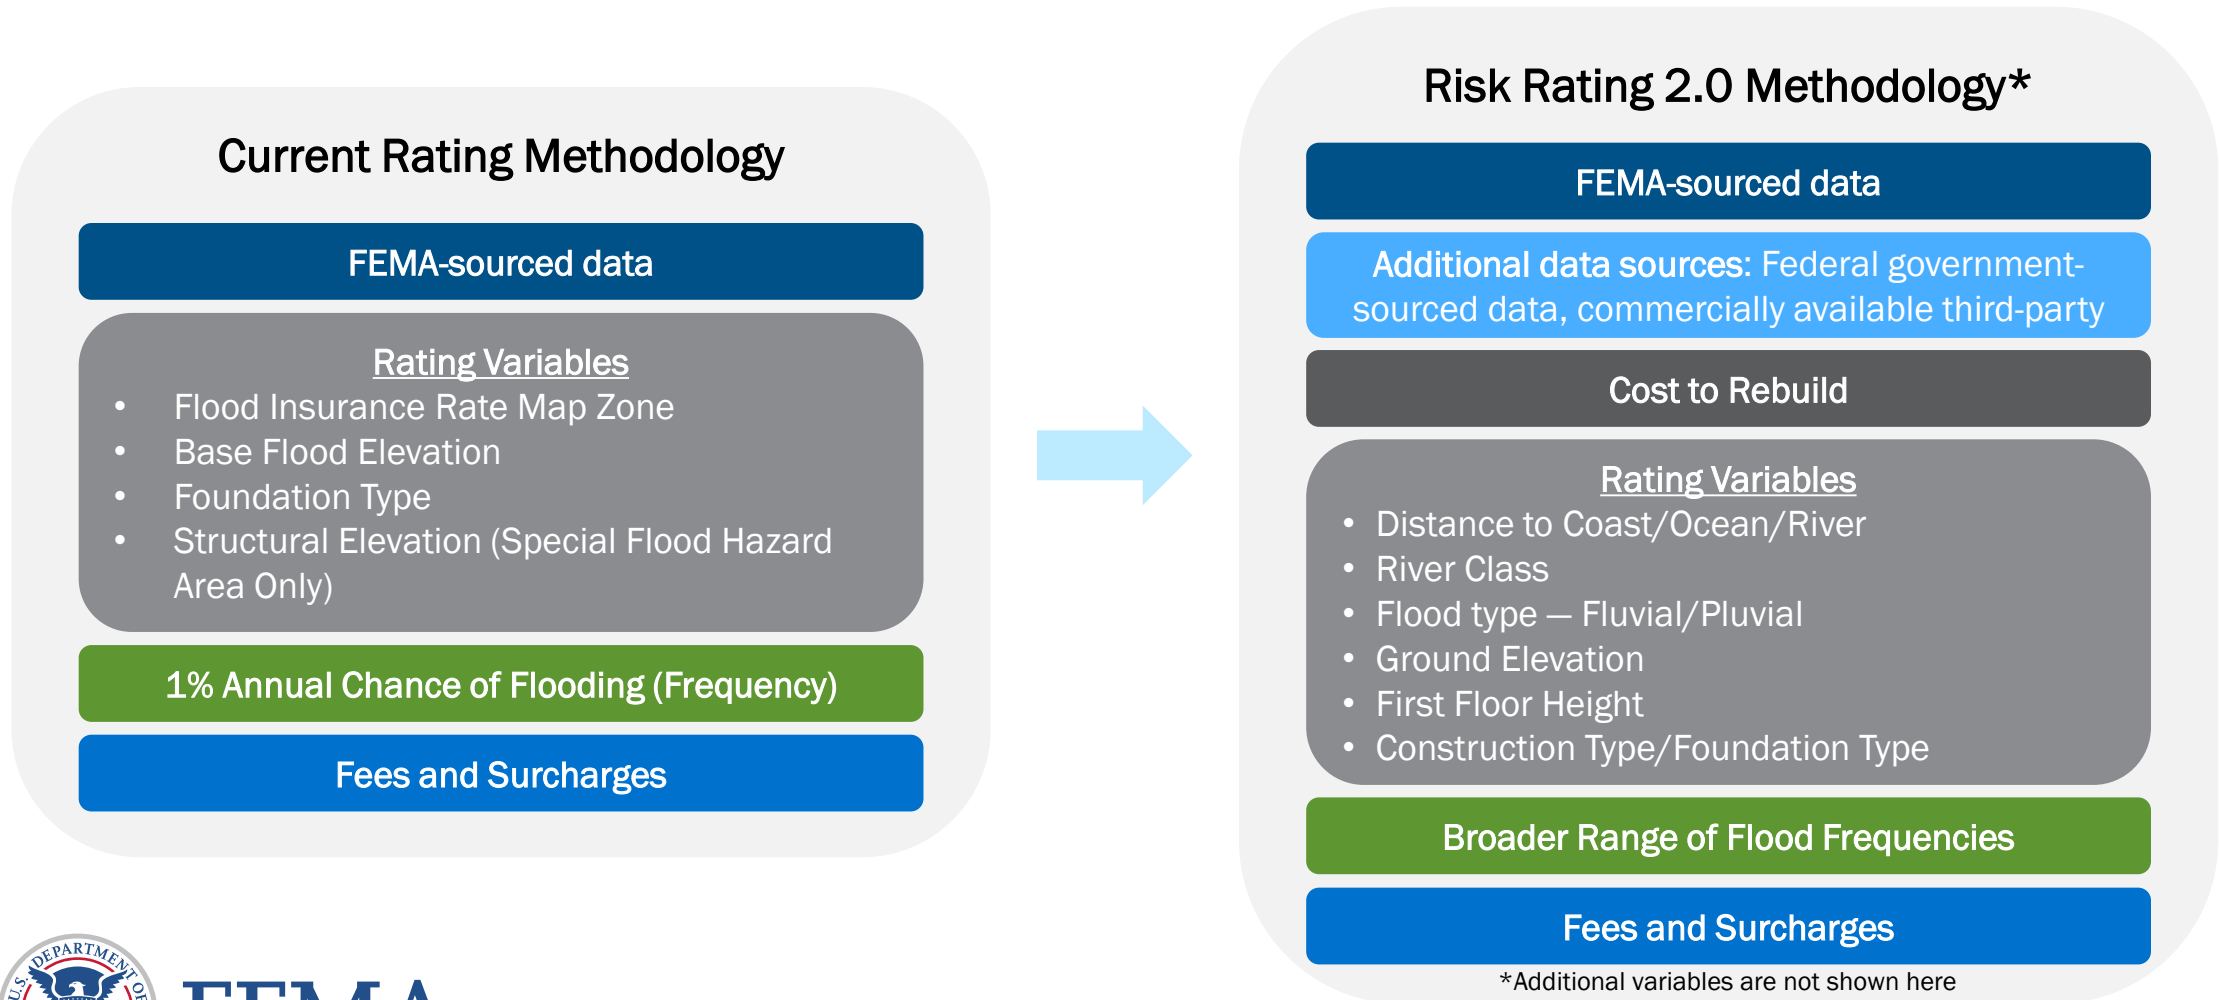 Current Rating Methodology
FEMA-sourced data
Rating Variables
• Flood Insurance Rate Map Zone
• Base Flood Elevation
• Foundation Type
• Structural Elevation (Special Flood Hazard
Area Only)
1% Annual Chance of Flooding (Frequency)
Fees and Surcharges
Risk Rating 2.0 Methodology*
FEMA-sourced data
Additional data sources: Federal government-
sourced data, commercially available third-party
Cost to Rebuild
Rating Variables
• Distance to Coast/Ocean/River
• River Class
• Flood type — Fluvial/Pluvial
• Ground Elevation
• First Floor Height
• Construction Type/Foundation Type
Broader Range of Flood Frequencies
Fees and Surcharges
*Additional variables are not shown here
U.S. DEPARTMENT OF
FEMA